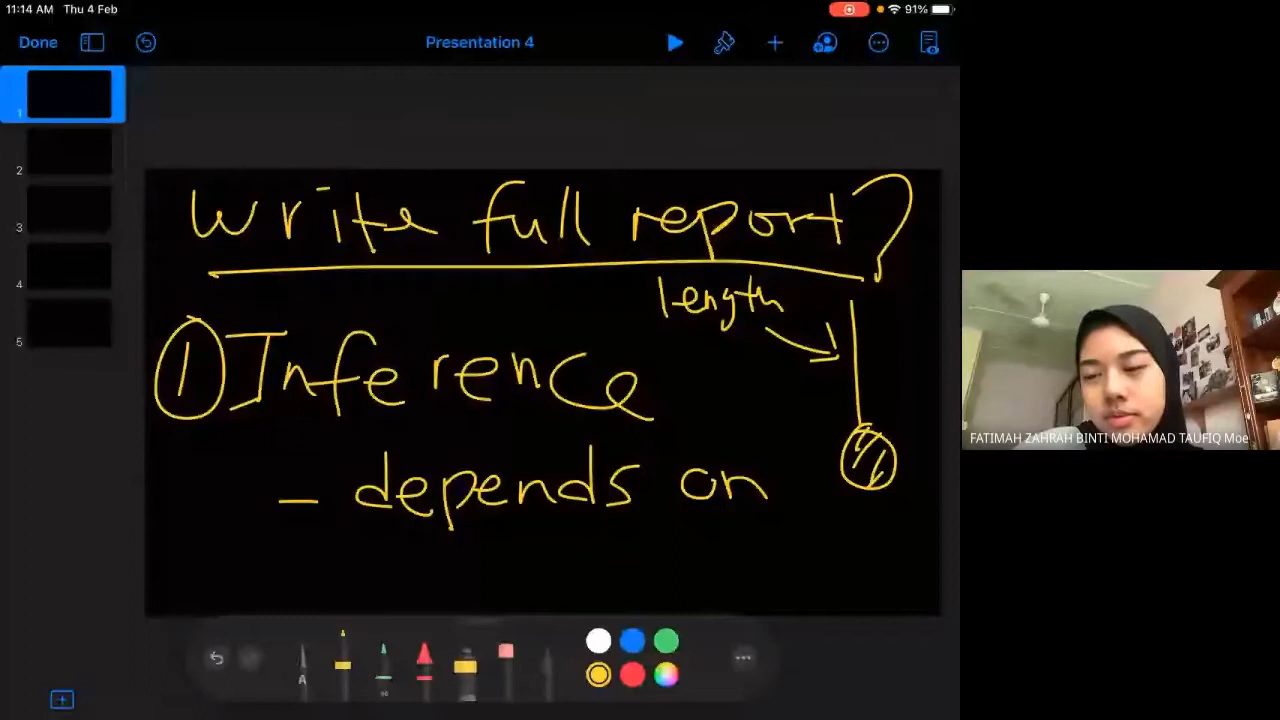 11:14 AM Thu 4 Feb
91%
Done
Presentation 4
1
2
3
4
5
Write full report?
length
1 Inference
- depends on
A
FATIMAH ZAHRAH BINTI MOHAMAD TAUFIQ Moe